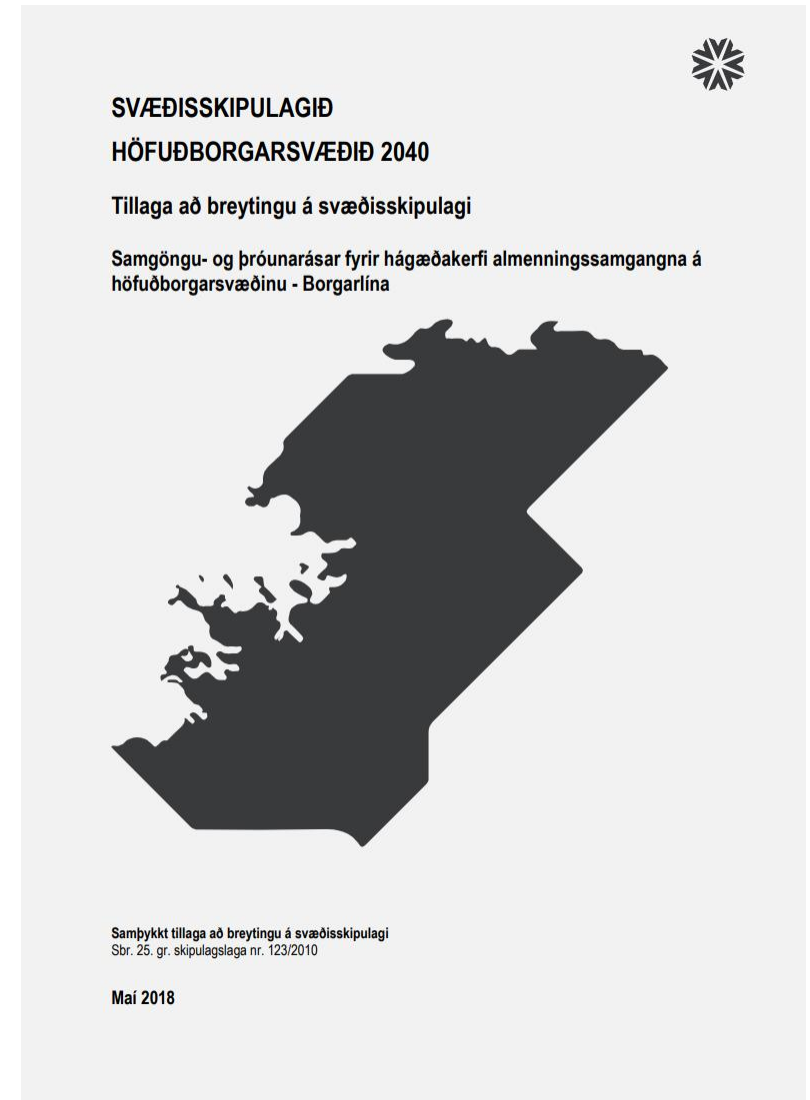 SVÆÐISSKIPULAGIÐ
HÖFUÐBORGARSVÆÐIÐ 2040
Tillaga að breytingu á svæðisskipulagi
Samgöngu- og þróunarásar fyrir hágæðakerfi almenningssamgangna á
höfuðborgarsvæðinu - Borgarlína
Samþykkt tillaga að breytingu á svæðisskipulagi
Sbr. 25. gr. skipulagslaga nr. 123/2010
Maí 2018